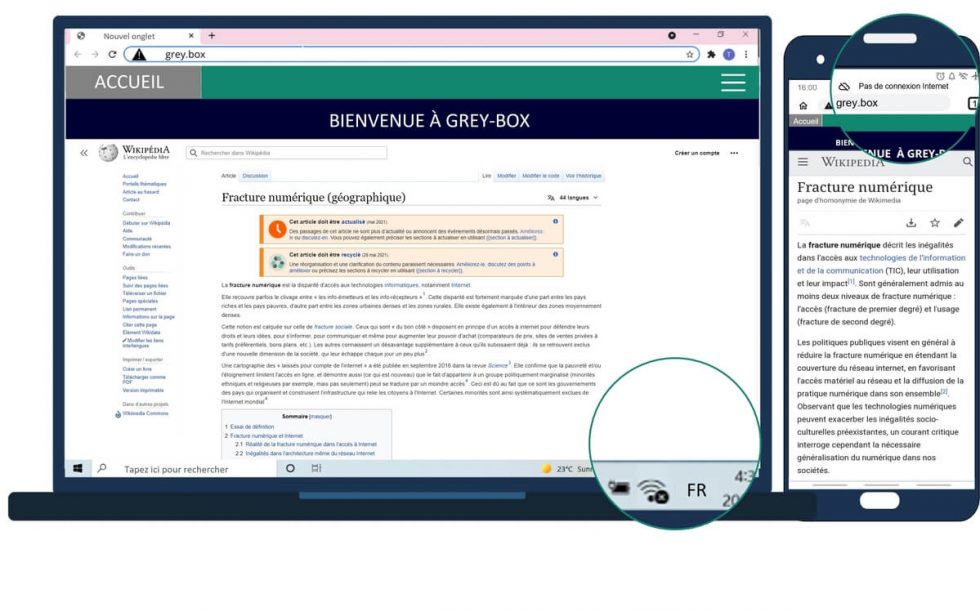 Nouvel onglet
grey.box
ACCUEIL
BIENVENUE À GREY-BOX
WIKIPÉDIA
L'encyclopédie libre
Rechercher dans Wikipédia
Créer un compte
Accueil
Portails thématiques
Article au hasard
Contact
Contribuer
Débuter sur Wikipédia
Aide
Communauté
Modifications récentes
Faire un don
Outils
Pages liées
Suivi des pages liées
Téléverser un fichier
Pages spéciales
Lien permanent
Informations sur la page
Citer cette page
Élément Wikidata
Modifier les liens
interlangues
Imprimer / exporter
Créer un livre
Télécharger comme
PDF
Version imprimable
Dans d'autres projets
Wikimedia Commons
Article Discussion
Lire Modifier Modifier le code Voir l'historique
Fracture numérique (géographique)
44 langues
Cet article doit être actualisé (mai 2021).
Des passages de cet article ne sont plus d'actualité ou annoncent des événements désormais passés. Améliorez-
le ou discutez-en. Vous pouvez également préciser les sections à actualiser en utilisant {{section à actualiser}}.
Cet article doit être recyclé (28 mai 2021).
Une réorganisation et une clarification du contenu paraissent nécessaires. Améliorez-le, discutez des points à
améliorer ou précisez les sections à recycler en utilisant {{section à recycler}}.
La fracture numérique est la disparité d'accès aux technologies informatiques, notamment Internet.
Elle recouvre parfois le clivage entre « les info-émetteurs et les info-récepteurs »1. Cette disparité est fortement marquée d'une part entre les pays
riches et les pays pauvres, d'autre part entre les zones urbaines denses et les zones rurales. Elle existe également à l'intérieur des zones moyennement
denses.
Cette notion est calquée sur celle de fracture sociale. Ceux qui sont « du bon côté » disposent en principe d'un accès à internet pour défendre leurs
droits et leurs idées, pour s'informer, pour communiquer et même pour augmenter leur pouvoir d'achat (comparateurs de prix, sites de ventes privées à
tarifs préférentiels, bons plans, etc.). Les autres connaissent un désavantage supplémentaire à ceux qu'ils subissaient déjà : ils se retrouvent exclus
d'une nouvelle dimension de la société, qui leur échappe chaque jour un peu plus2
Une cartographie des « laissés pour compte de l'internet » a été publiée en septembre 2016 dans la revue Science3. Elle confirme que la pauvreté et/ou
l'éloignement limitent l'accès en ligne, et démontre aussi (ce qui est nouveau) que le fait d'appartenir à un groupe politiquement marginalisé (minorités
ethniques et religieuses par exemple, mais pas seulement) peut se traduire par un moindre accès4. Ceci est dû au fait que ce sont les gouvernements
des pays qui organisent et construisent l'infrastructure qui relie les citoyens à l'Internet. Certaines minorités sont ainsi systématiquement exclues de
l'Internet mondial4
Sommaire [masquer]
1 Essai de définition
2 Fracture numérique et Internet
2.1 Réalité de la fracture numérique dans l'accès à Internet
2.2 Inégalités dans l'architecture même du réseau Internet
Tapez ici pour rechercher
23°C Sunn
FR
4:3
20
16:00
Pas de connexion Internet
grey.box
Accueil
BIEN
NUE À GREY-B
WIKIPEDIA
Fracture numérique
page d'homonymie de Wikimedia
La fracture numérique décrit les inégalités
dans l'accès aux technologies de l'information
et de la communication (TIC), leur utilisation
et leur impact[1]. Sont généralement admis au
moins deux niveaux de fracture numérique :
l'accès (fracture de premier degré) et l'usage
(fracture de second degré).
Les politiques publiques visent en général à
réduire la fracture numérique en étendant la
couverture du réseau internet, en favorisant
l'accès matériel au réseau et la diffusion de la
pratique numérique dans son ensemble[2].
Observant que les technologies numériques
peuvent exacerber les inégalités socio-
culturelles préexistantes, un courant critique
interroge cependant la nécessaire
généralisation du numérique dans nos
sociétés.